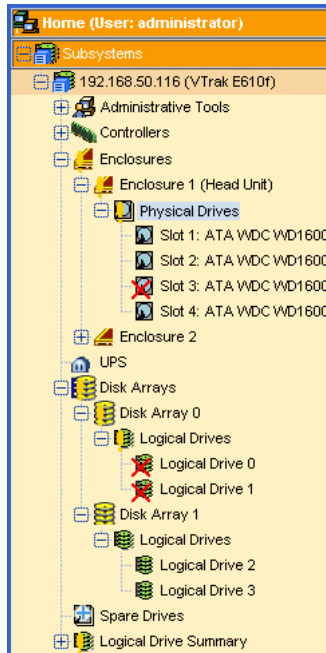 Home (User: administrator)
Subsystems
192.168.50.116 (VTrak E610f)
Administrative Tools
Controllers
Enclosures
Enclosure 1 (Head Unit)
Physical Drives
Slot 1: ATA WDC WD1600
Slot 2: ATA WDC WD1600
Slot 3: ATA WDC WD1600
Slot 4: ATA WDC WD1600
Enclosure 2
UPS
Disk Arrays
Disk Array 0
Logical Drives
Logical Drive 0
Logical Drive 1
Disk Array 1
Logical Drives
Logical Drive 2
Logical Drive 3
Spare Drives
Logical Drive Summary